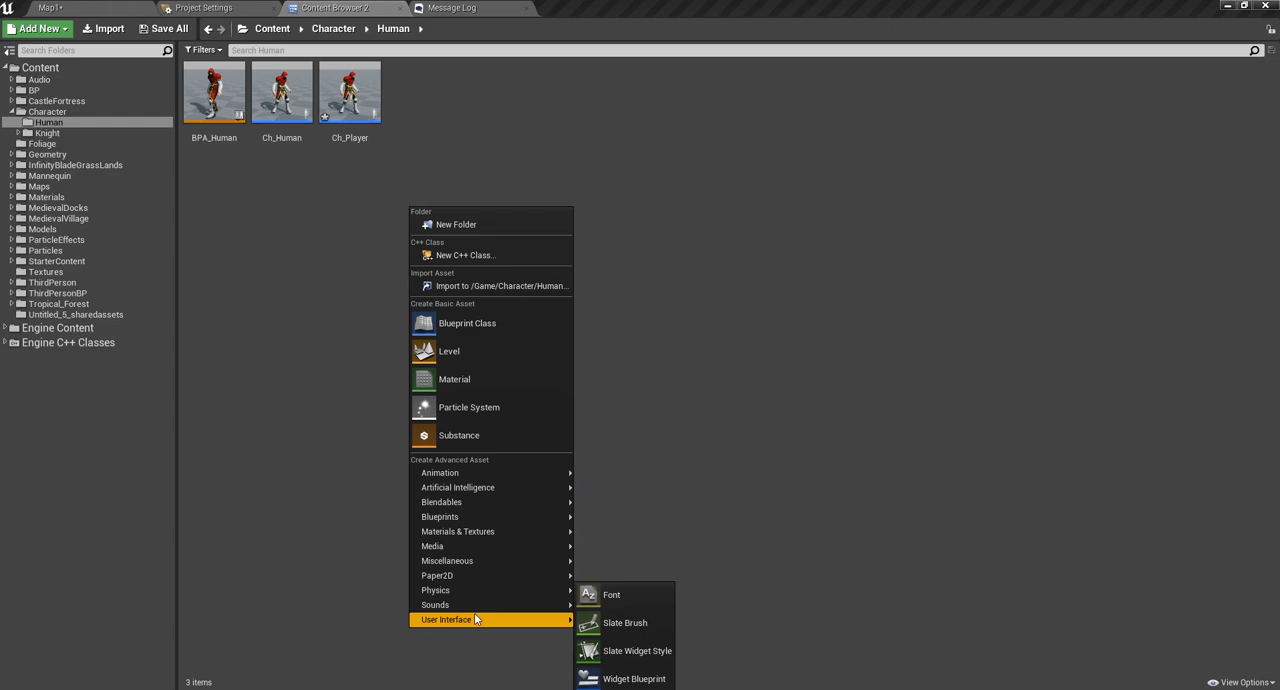 Map1*
Project Settings
Content Browser 2
Message Log
Add New
Import
Save All
Content
Character
Human
Search Folders
Filters
Search Human
Content
Audio
BP
CastleFortress
Character
Human
Knight
Foliage
Geometry
InfinityBladeGrassLands
Mannequin
Maps
Materials
MedievalDocks
MedievalVillage
Models
ParticleEffects
Particles
StarterContent
Textures
ThirdPerson
ThirdPersonBP
Tropical_Forest
Untitled_5_sharedassets
Engine Content
Engine C++ Classes
BPA_Human
Ch_Human
Ch_Player
Folder
New Folder
C++ Class
New C++ Class...
Import Asset
Import to /Game/Character/Human...
Create Basic Asset
Blueprint Class
Level
Material
Particle System
Substance
Create Advanced Asset
Animation
Artificial Intelligence
Blendables
Blueprints
Materials & Textures
Media
Miscellaneous
Paper2D
Physics
Sounds
User Interface
Font
Slate Brush
Slate Widget Style
Widget Blueprint
3 items
View Options